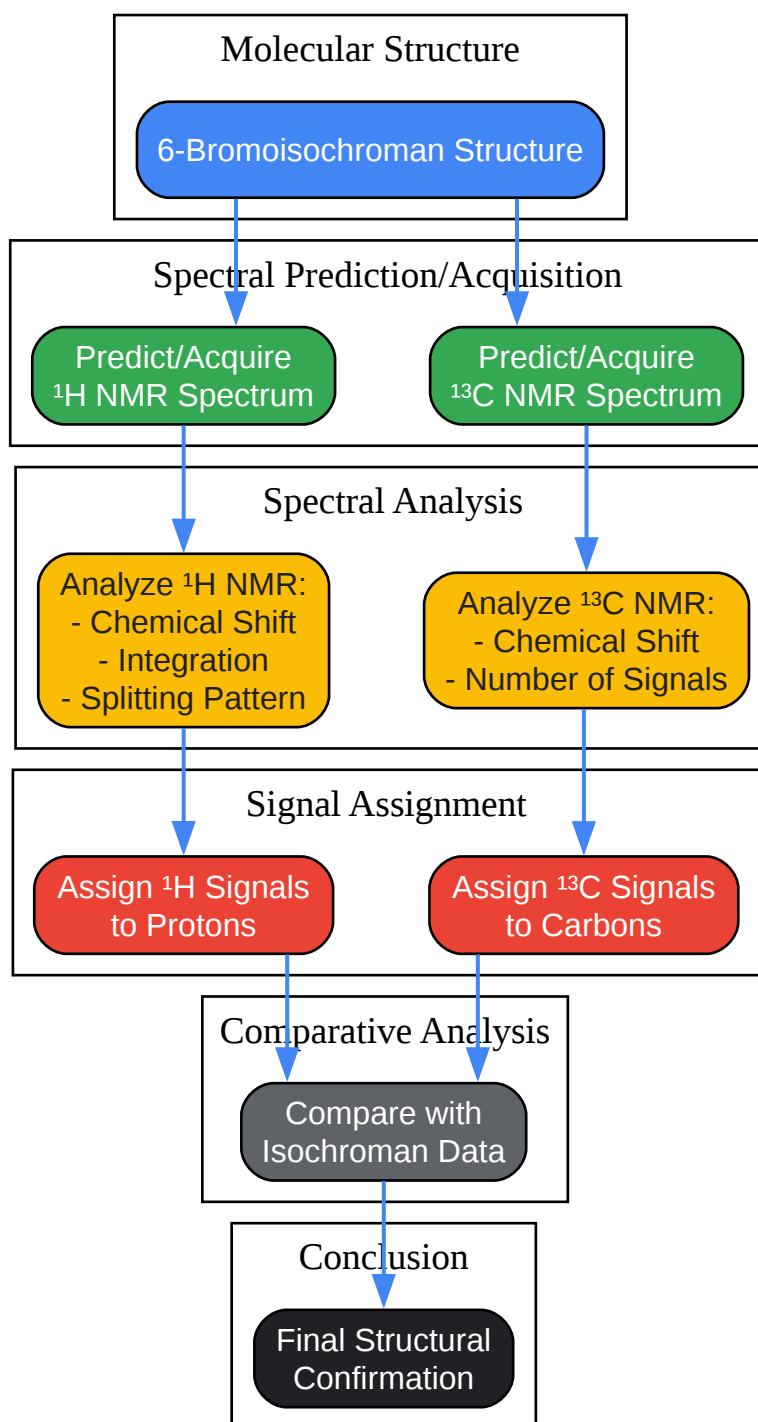 Molecular Structure
6-Bromoisochroman Structure
Spectral Prediction/Acquisition
Predict/Acquire
¹H NMR Spectrum
Predict/Acquire
¹³C NMR Spectrum
Spectral Analysis
Analyze ¹H NMR:
- Chemical Shift
- Integration
- Splitting Pattern
Analyze ¹³C NMR:
- Chemical Shift
- Number of Signals
Signal Assignment
Assign ¹H Signals
to Protons
Assign ¹³C Signals
to Carbons
Comparative Analysis
Compare with
Isochroman Data
Conclusion
Final Structural
Confirmation